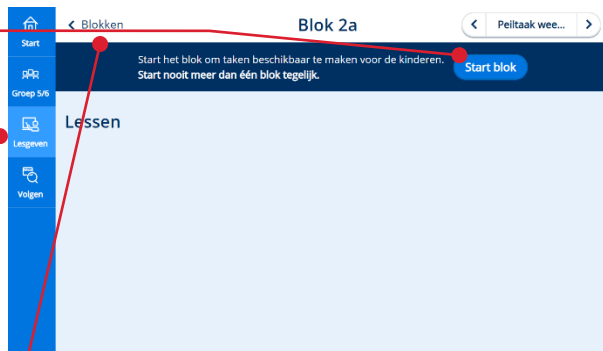 Start
Groep 5/6
Lesgeven
Volgen
Blokken
Blok 2a
Peiltaak wee...
Start het blok om taken beschikbaar te maken voor de kinderen.
Start nooit meer dan één blok tegelijk.
Start blok
Lessen